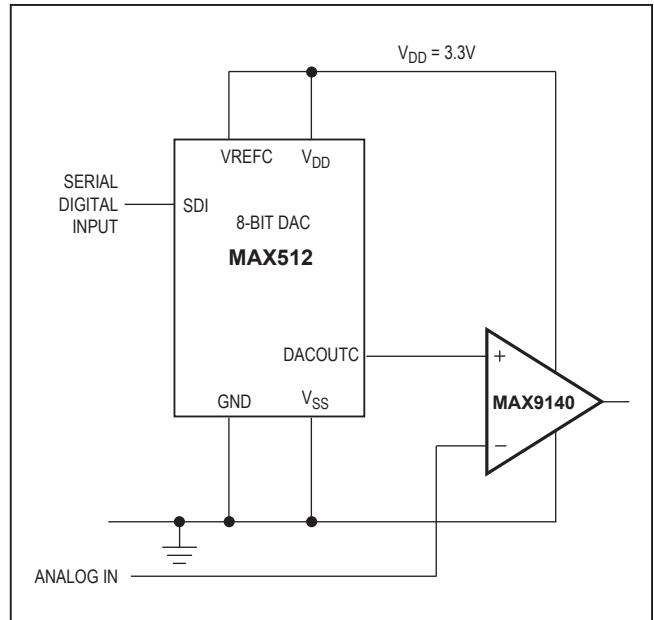 V_DD = 3.3V
VREFC
V_DD
SERIAL
DIGITAL
INPUT
SDI
8-BIT DAC
MAX512
DACOUTC
+
MAX9140
−
GND
V_SS
ANALOG IN